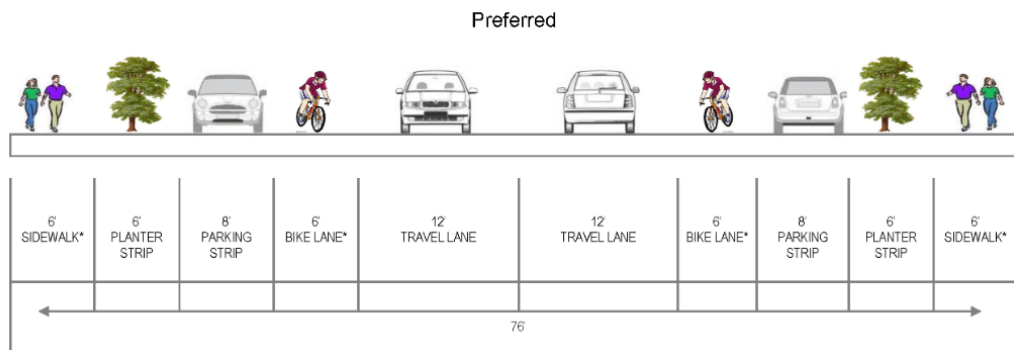 Preferred
6'
SIDEWALK*
6'
PLANTER
STRIP
8'
PARKING
STRIP
6'
BIKE LANE*
12'
TRAVEL LANE
12'
TRAVEL LANE
6'
BIKE LANE*
8'
PARKING
STRIP
6'
PLANTER
STRIP
6'
SIDEWALK*
76'